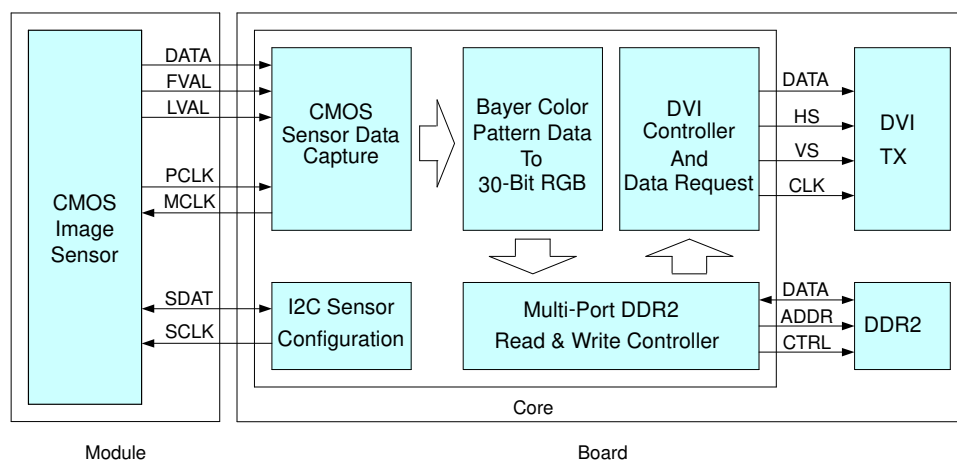 DATA
FVAL
LVAL
PCLK
MCLK
SDAT
SCLK
CMOS
Image
Sensor
CMOS
Sensor Data
Capture
Bayer Color
Pattern Data
To
30-Bit RGB
DVI
Controller
And
Data Request
DATA
HS
VS
CLK
DVI
TX
I2C Sensor
Configuration
Multi-Port DDR2
Read & Write Controller
DATA
ADDR
CTRL
DDR2
Core
Module
Board